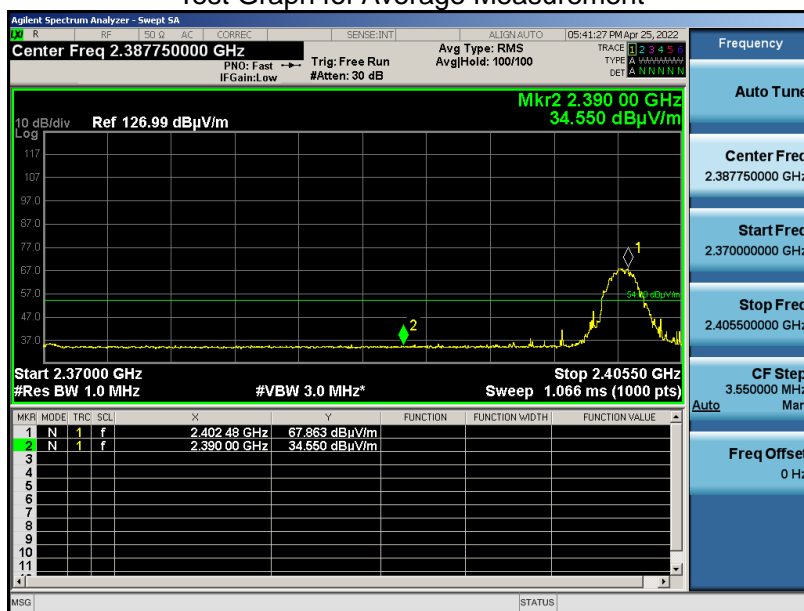 Test Graph for Average Measurement
Agilent Spectrum Analyzer - Swept SA
LXI R RF 50 Ω AC CORREC SENSE:INT ALIGN AUTO 05:41:27 PM Apr 25, 2022
Center Freq 2.387750000 GHz
PNO: Fast
IFGain:Low
Trig: Free Run
#Atten: 30 dB
Avg Type: RMS
Avg|Hold: 100/100
TRACE 1 2 3 4 5 6
TYPE A WWWWW
DET A N N N N N
Mkr2 2.390 00 GHz
34.550 dBµV/m
10 dB/div Ref 126.99 dBµV/m
Log
117
107
97.0
87.0
77.0
67.0
57.0
47.0
37.0
1
2
54.00 dBµV/m
Start 2.37000 GHz Stop 2.40550 GHz
#Res BW 1.0 MHz #VBW 3.0 MHz* Sweep 1.066 ms (1000 pts)
MKR MODE TRC SCL X Y FUNCTION FUNCTION WIDTH FUNCTION VALUE
1 N 1 f 2.402 48 GHz 67.863 dBµV/m
2 N 1 f 2.390 00 GHz 34.550 dBµV/m
3
4
5
6
7
8
9
10
11
MSG STATUS
Frequency
Auto Tune
Center Freq
2.387750000 GHz
Start Freq
2.370000000 GHz
Stop Freq
2.405500000 GHz
CF Step
3.550000 MHz
Auto Man
Freq Offset
0 Hz